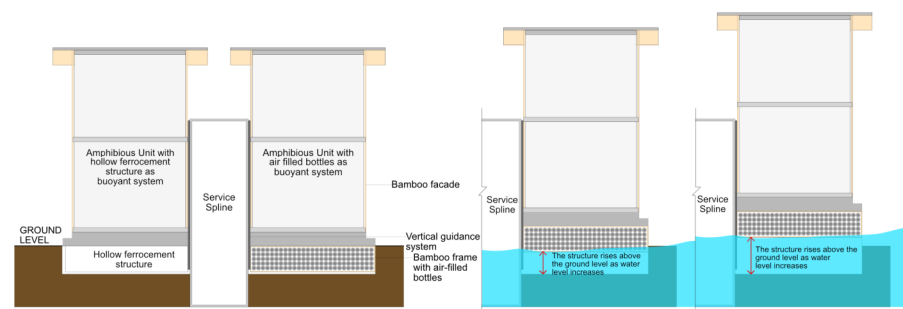 Amphibious Unit with
hollow ferrocement
structure as
buoyant system
Amphibious Unit with
air filled bottles as
buoyant system
Service
Spline
Bamboo facade
GROUND
LEVEL
Hollow ferrocement
structure
Vertical guidance
system
Bamboo frame
with air-filled
bottles
Service
Spline
The structure rises above
the ground level as water
level increases
Service
Spline
The structure rises above the
ground level as water
level increases